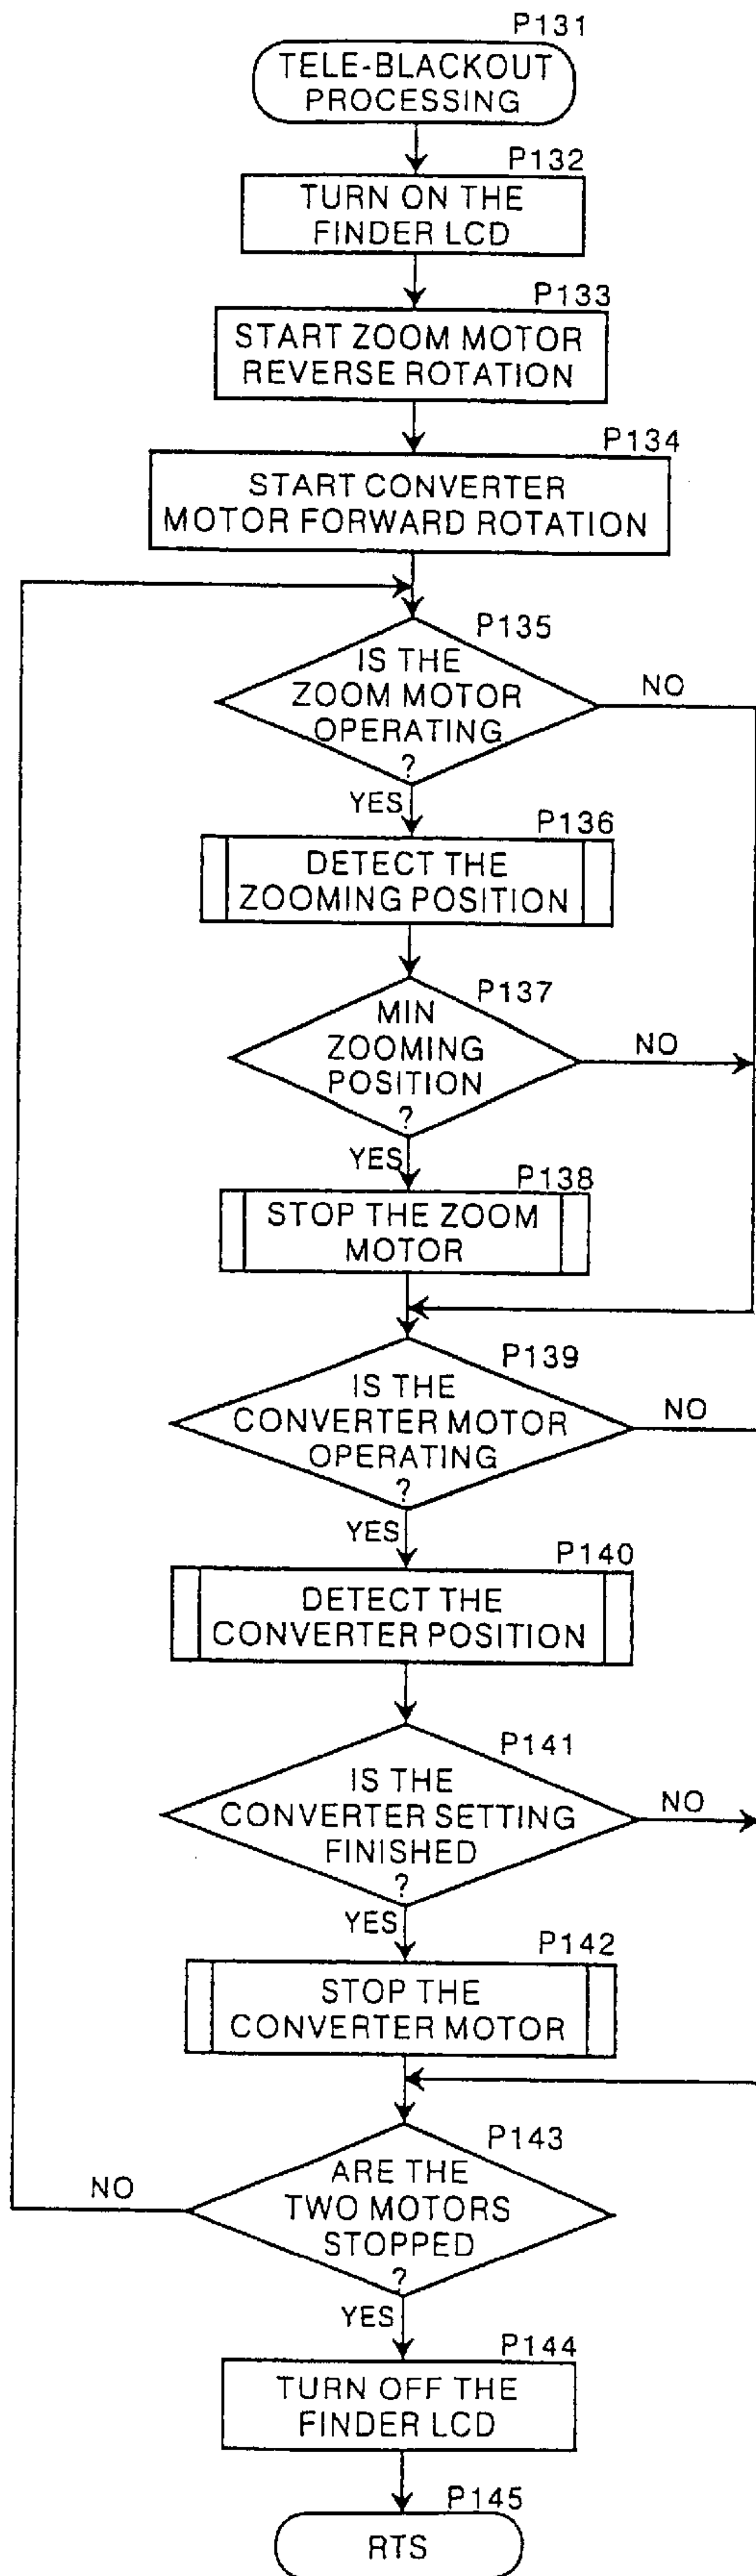 P131
TELE-BLACKOUT
PROCESSING
P132
TURN ON THE
FINDER LCD
P133
START ZOOM MOTOR
REVERSE ROTATION
P134
START CONVERTER
MOTOR FORWARD ROTATION
P135
IS THE
ZOOM MOTOR
OPERATING
?
NO
YES
P136
DETECT THE
ZOOMING POSITION
P137
MIN
ZOOMING
POSITION
?
NO
YES
P138
STOP THE ZOOM
MOTOR
P139
IS THE
CONVERTER MOTOR
OPERATING
?
NO
YES
P140
DETECT THE
CONVERTER POSITION
P141
IS THE
CONVERTER SETTING
FINISHED
?
NO
YES
P142
STOP THE
CONVERTER MOTOR
P143
ARE THE
TWO MOTORS
STOPPED
?
NO
YES
P144
TURN OFF THE
FINDER LCD
P145
RTS